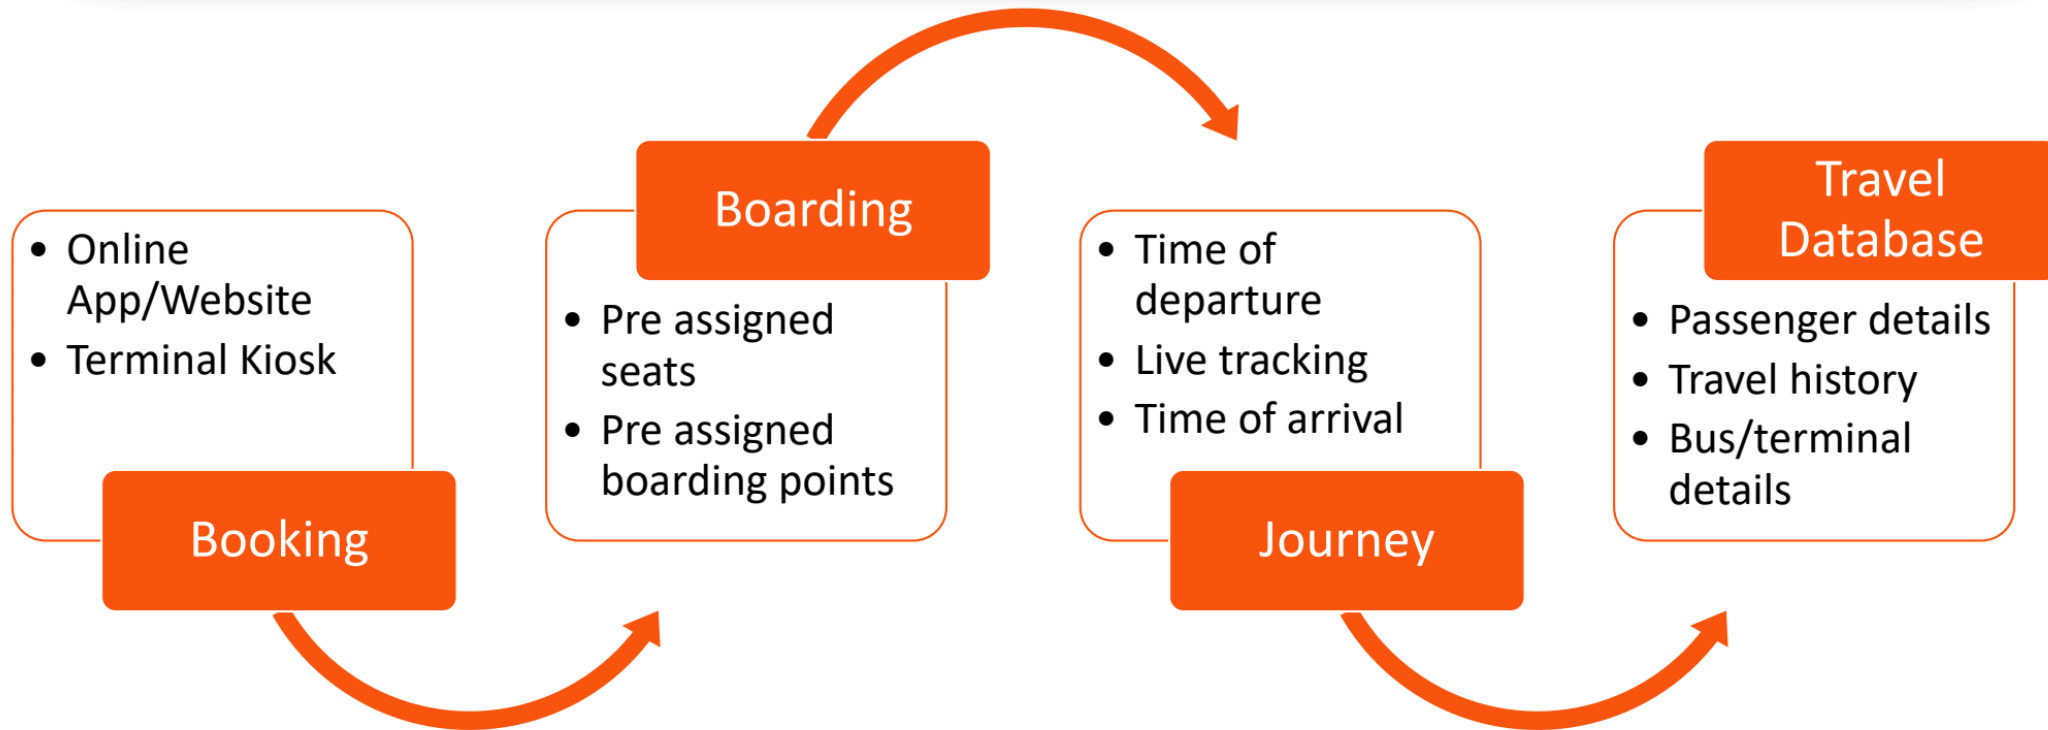 • Online
App/Website
• Terminal Kiosk
Booking
Boarding
• Pre assigned
seats
• Pre assigned
boarding points
• Time of
departure
• Live tracking
• Time of arrival
Journey
Travel
Database
• Passenger details
• Travel history
• Bus/terminal
details